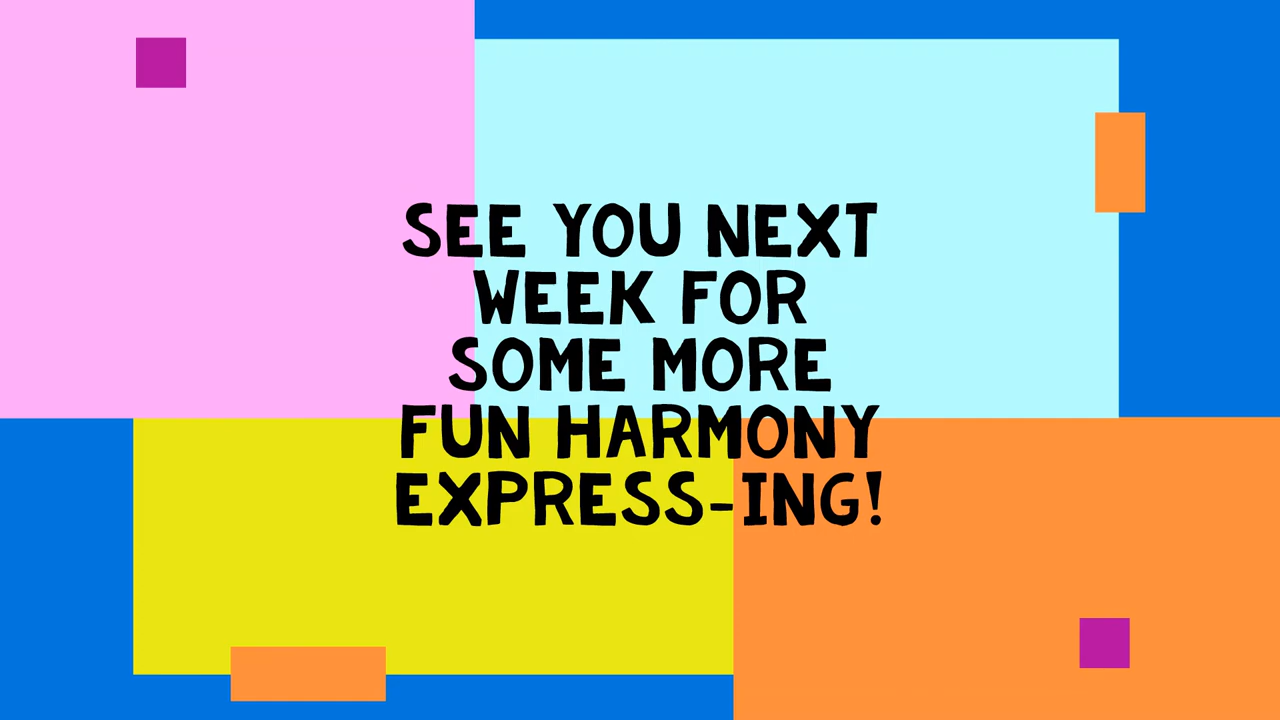 SEE YOU NEXT
WEEK FOR
SOME MORE
FUN HARMONY
EXPRESS-ING!